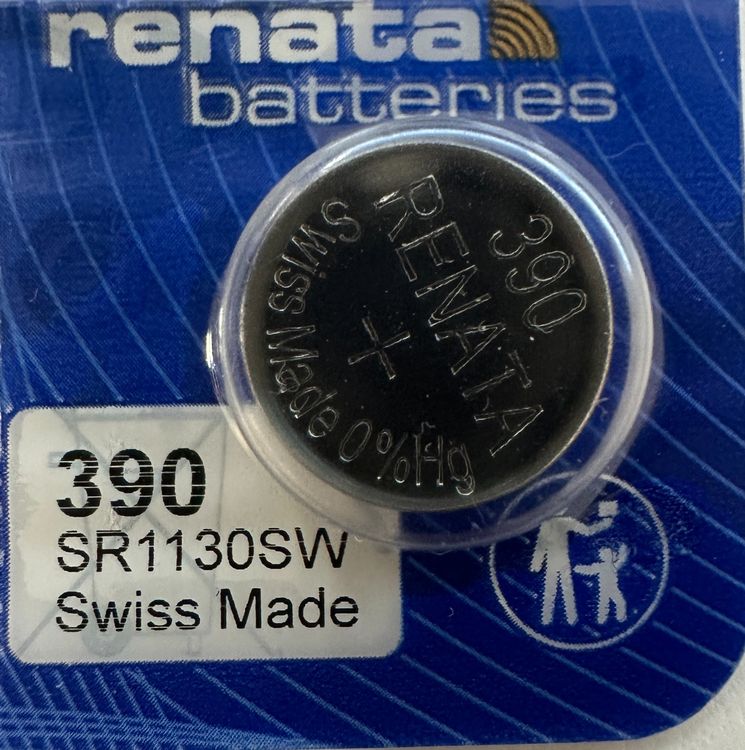 renata
batteries
390
RENATA
+
Swiss Made 0%Hg
390
SR1130SW
Swiss Made